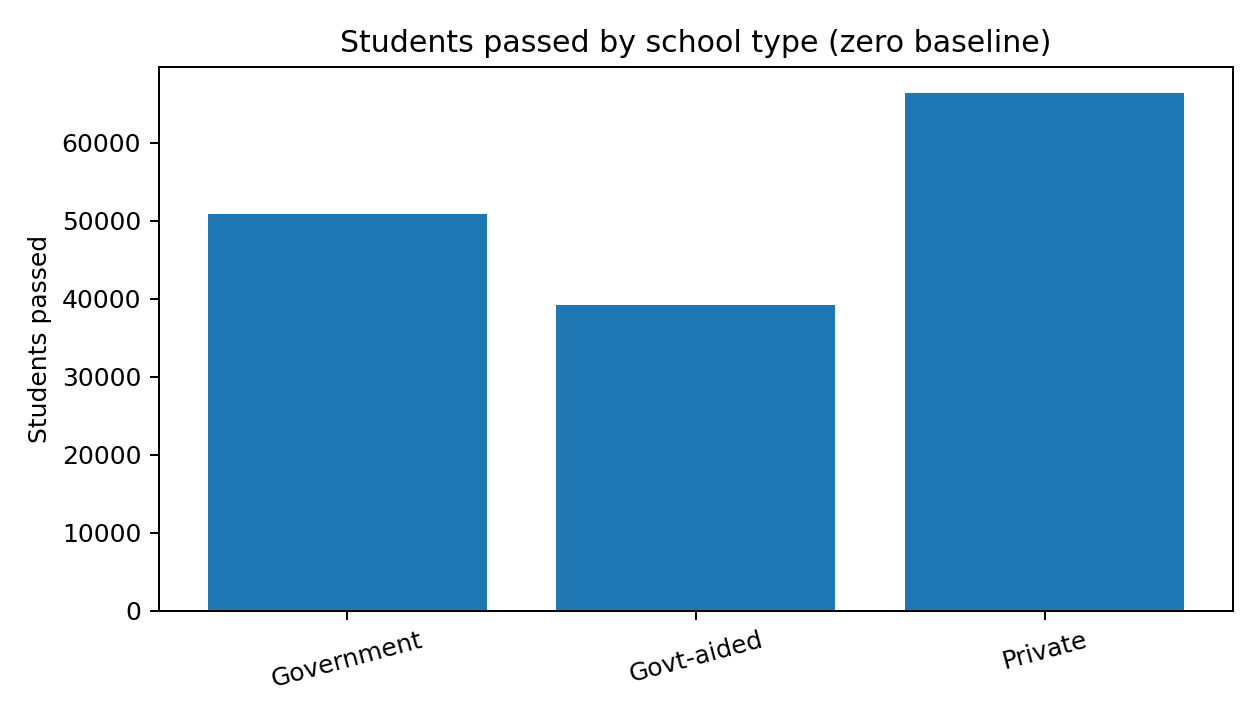 Students passed by school type (zero baseline)
Students passed
60000
50000
40000
30000
20000
10000
0
Government
Govt-aided
Private